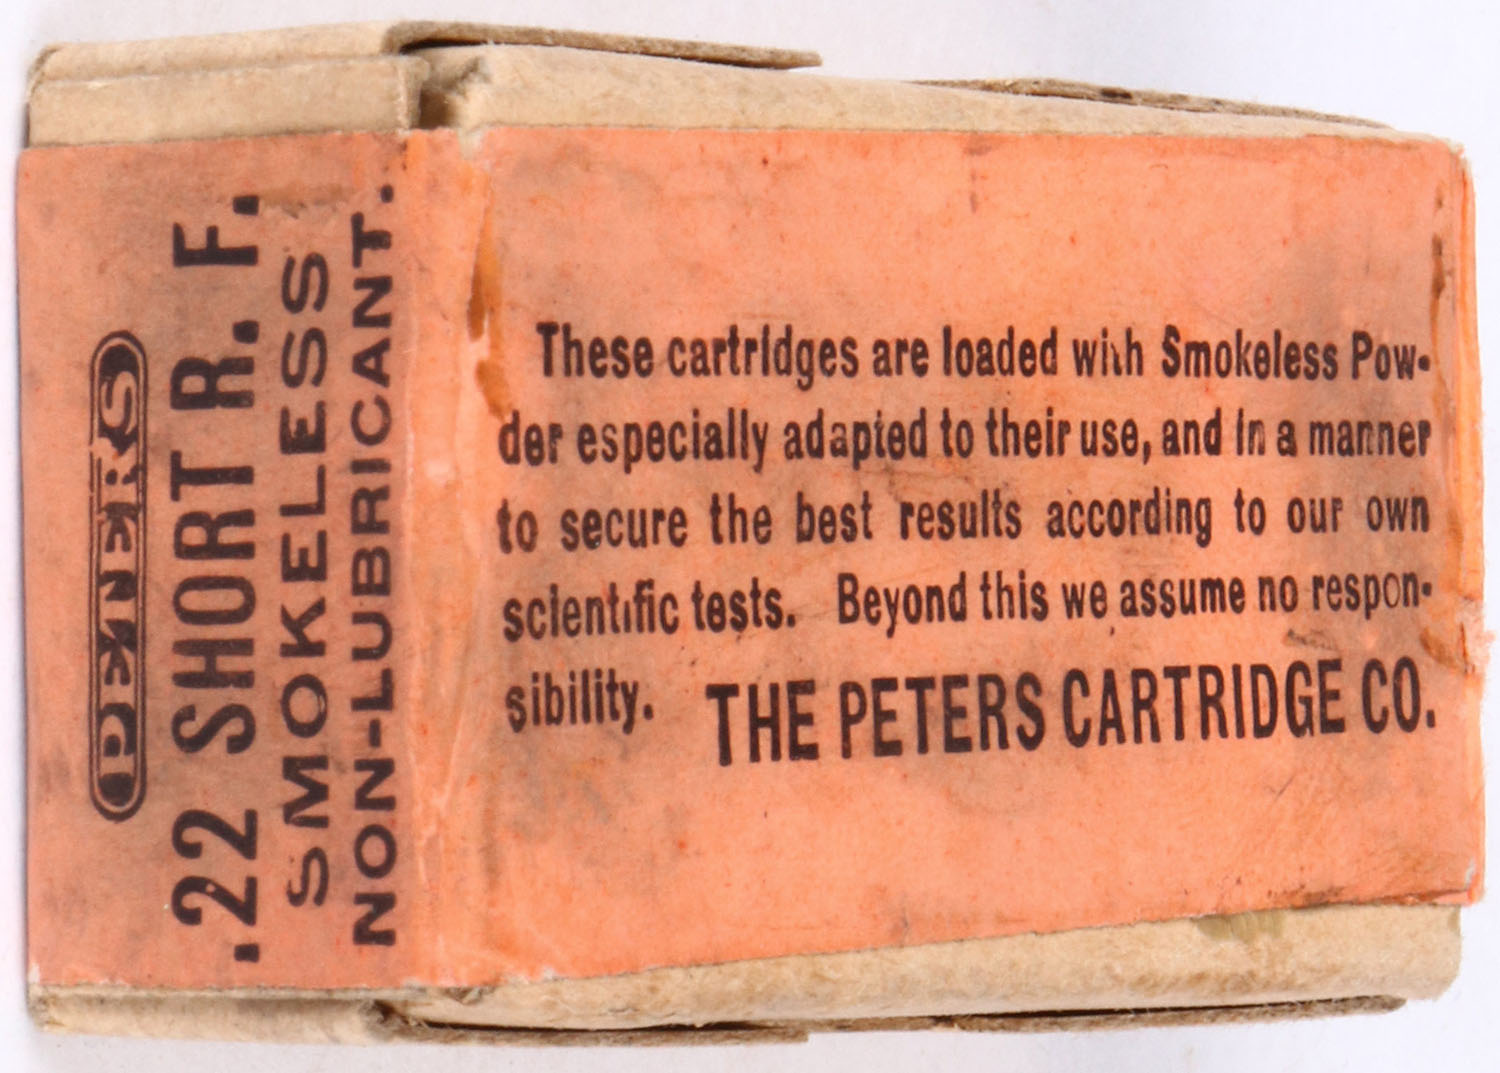 PETERS
.22 SHORT R. F.
SMOKELESS
NON-LUBRICANT.
These cartridges are loaded with Smokeless Pow-
der especially adapted to their use, and in a manner
to secure the best results according to our own
scientific tests. Beyond this we assume no respon-
sibility. THE PETERS CARTRIDGE CO.